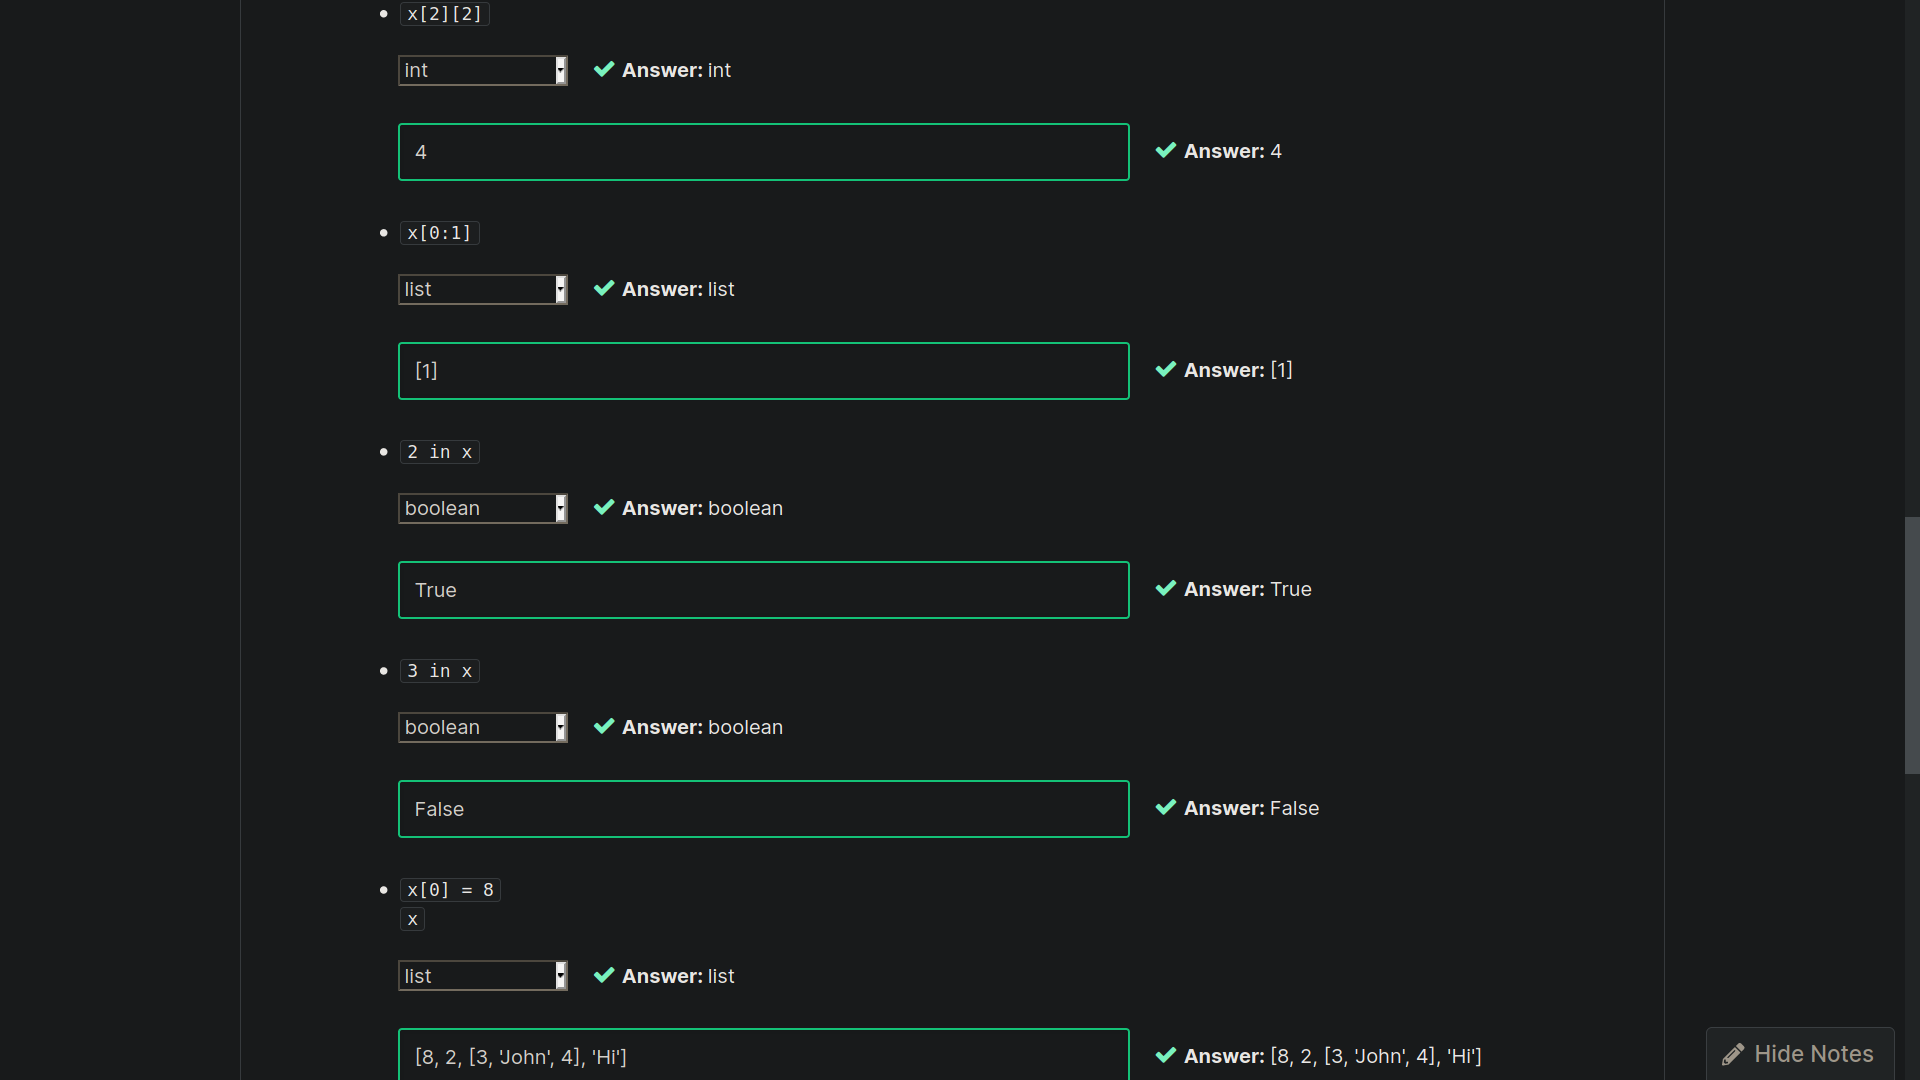 x[2][2]
int Answer: int
4 Answer: 4
x[0:1]
list Answer: list
[1] Answer: [1]
2 in x
boolean Answer: boolean
True Answer: True
3 in x
boolean Answer: boolean
False Answer: False
x[0] = 8
x
list Answer: list
[8, 2, [3, 'John', 4], 'Hi'] Answer: [8, 2, [3, 'John', 4], 'Hi']
Hide Notes